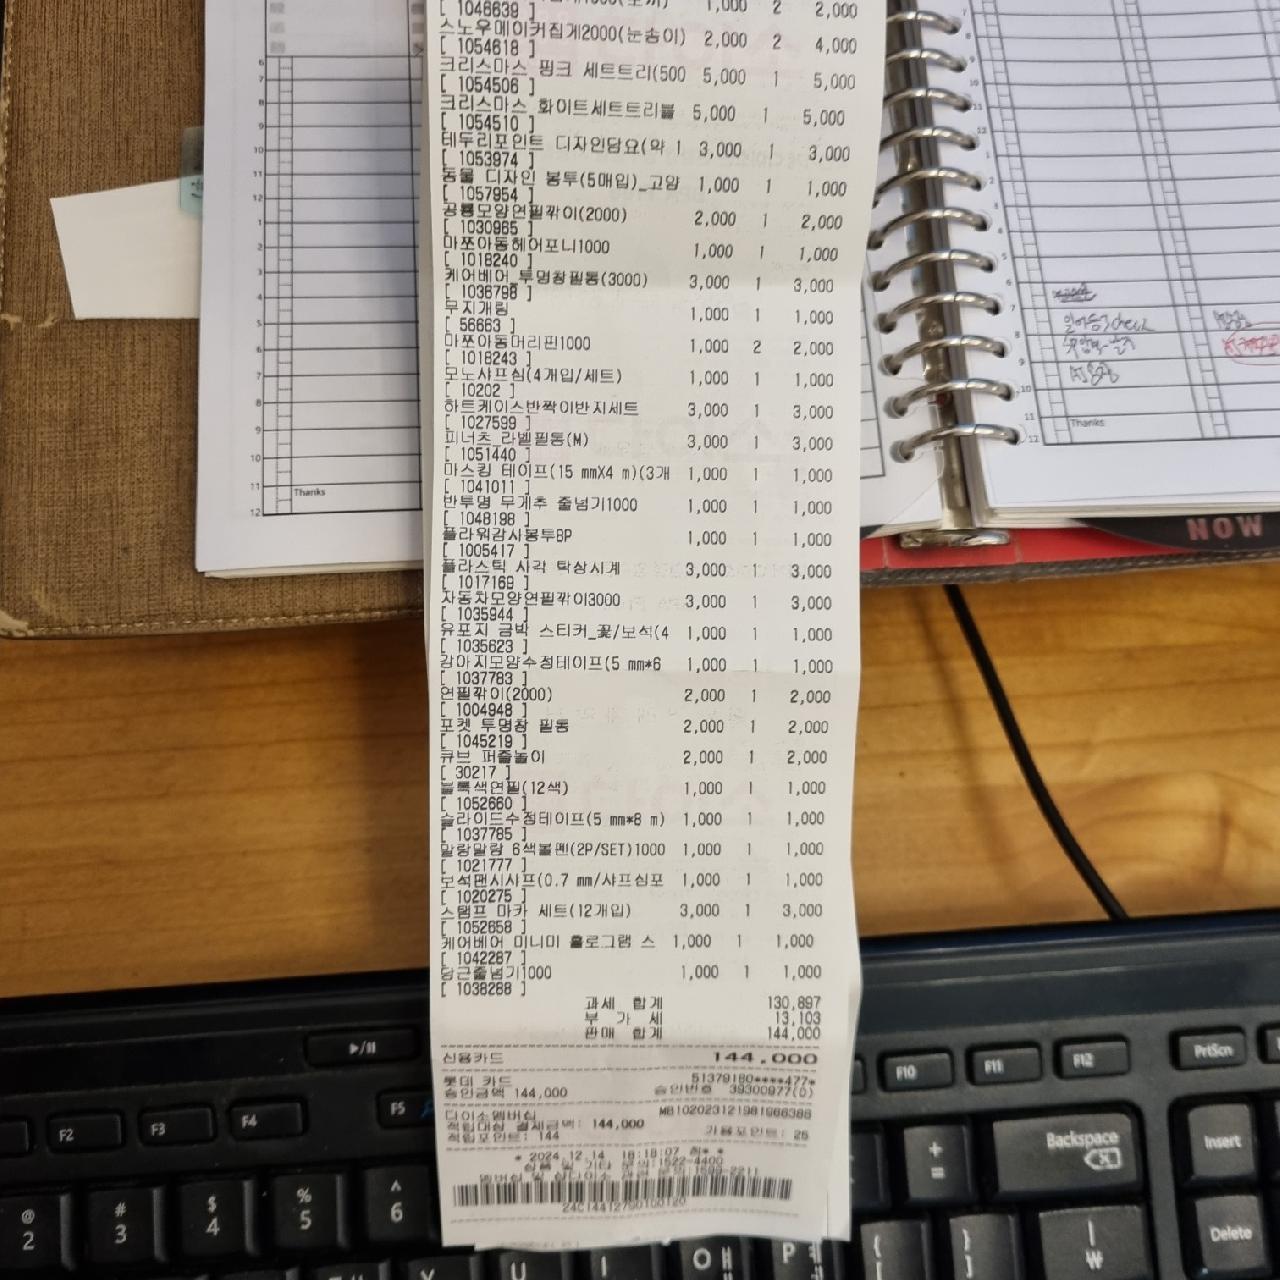 [ 1046639 ] 1,000 2 2,000
스노우메이커집게2000(눈송이) 2,000 2 4,000
[ 1054618 ]
크리스마스 핑크 세트트리(500 5,000 1 5,000
[ 1054506 ]
크리스마스 화이트세트트리볼 5,000 1 5,000
[ 1054510 ]
테두리포인트 디자인담요(약 1 3,000 1 3,000
[ 1053974 ]
동물 디자인 봉투(5매입)_고양 1,000 1 1,000
[ 1057954 ]
공룡모양연필깎이(2000) 2,000 1 2,000
[ 1030965 ]
마쪼아동헤어포니1000 1,000 1 1,000
[ 1018240 ]
케어베어_투명창필통(3000) 3,000 1 3,000
[ 1036798 ]
무지개링 1,000 1 1,000
[ 56663 ]
마쪼아동머리핀1000 1,000 2 2,000
[ 1018243 ]
모노샤프심(4개입/세트) 1,000 1 1,000
[ 10202 ]
하트케이스반짝이반지세트 3,000 1 3,000
[ 1027599 ]
피너츠_라벨필통(M) 3,000 1 3,000
[ 1051440 ]
마스킹 테이프(15 mmX4 m)(3개 1,000 1 1,000
[ 1041011 ]
반투명 무게추 줄넘기1000 1,000 1 1,000
[ 1048198 ]
플라워감사봉투BP 1,000 1 1,000
[ 1005417 ]
플라스틱 사각 탁상시계 3,000 1 3,000
[ 1017169 ]
자동차모양연필깎이3000 3,000 1 3,000
[ 1035944 ]
유포지 금박 스티커_꽃/보석(4 1,000 1 1,000
[ 1035623 ]
강아지모양수정테이프(5 mm*6 1,000 1 1,000
[ 1037783 ]
연필깎이(2000) 2,000 1 2,000
[ 1004948 ]
포켓 투명창 필통 2,000 1 2,000
[ 1045219 ]
큐브 퍼즐놀이 2,000 1 2,000
[ 30217 ]
블록색연필(12색) 1,000 1 1,000
[ 1052660 ]
슬라이드수정테이프(5 mm*8 m) 1,000 1 1,000
[ 1037785 ]
말랑말랑 6색볼펜(2P/SET)1000 1,000 1 1,000
[ 1021777 ]
보석팬시샤프(0.7 mm/샤프심포 1,000 1 1,000
[ 1020275 ]
스탬프 마카 세트(12개입) 3,000 1 3,000
[ 1052658 ]
케어베어 미니미 홀로그램 스 1,000 1 1,000
[ 1042287 ]
당근줄넘기1000 1,000 1 1,000
[ 1038288 ]
과세 합계 130,897
부 가 세 13,103
판매 합계 144,000
신용카드 144,000
롯데 카드 51379180****477*
승인금액 144,000 승인번호 39300977(0)
다이소멤버십 MB1020231219819663​88
적립대상 결제금액: 144,000
적립포인트: 144 가용포인트: 25
* 2024.12.14 18:18:07
상품 및 기타 문의:1522-4400
24C14412790100120
Thanks
Thanks
NOW
F2 F3 F4 F5
F10 F11 F12 PrtScn
Backspace Insert
Delete
@ 2 # 3 $ 4 % 5 ^ 6
+ =
U I O ㅐ P ㅔ { [ } ] | ₩